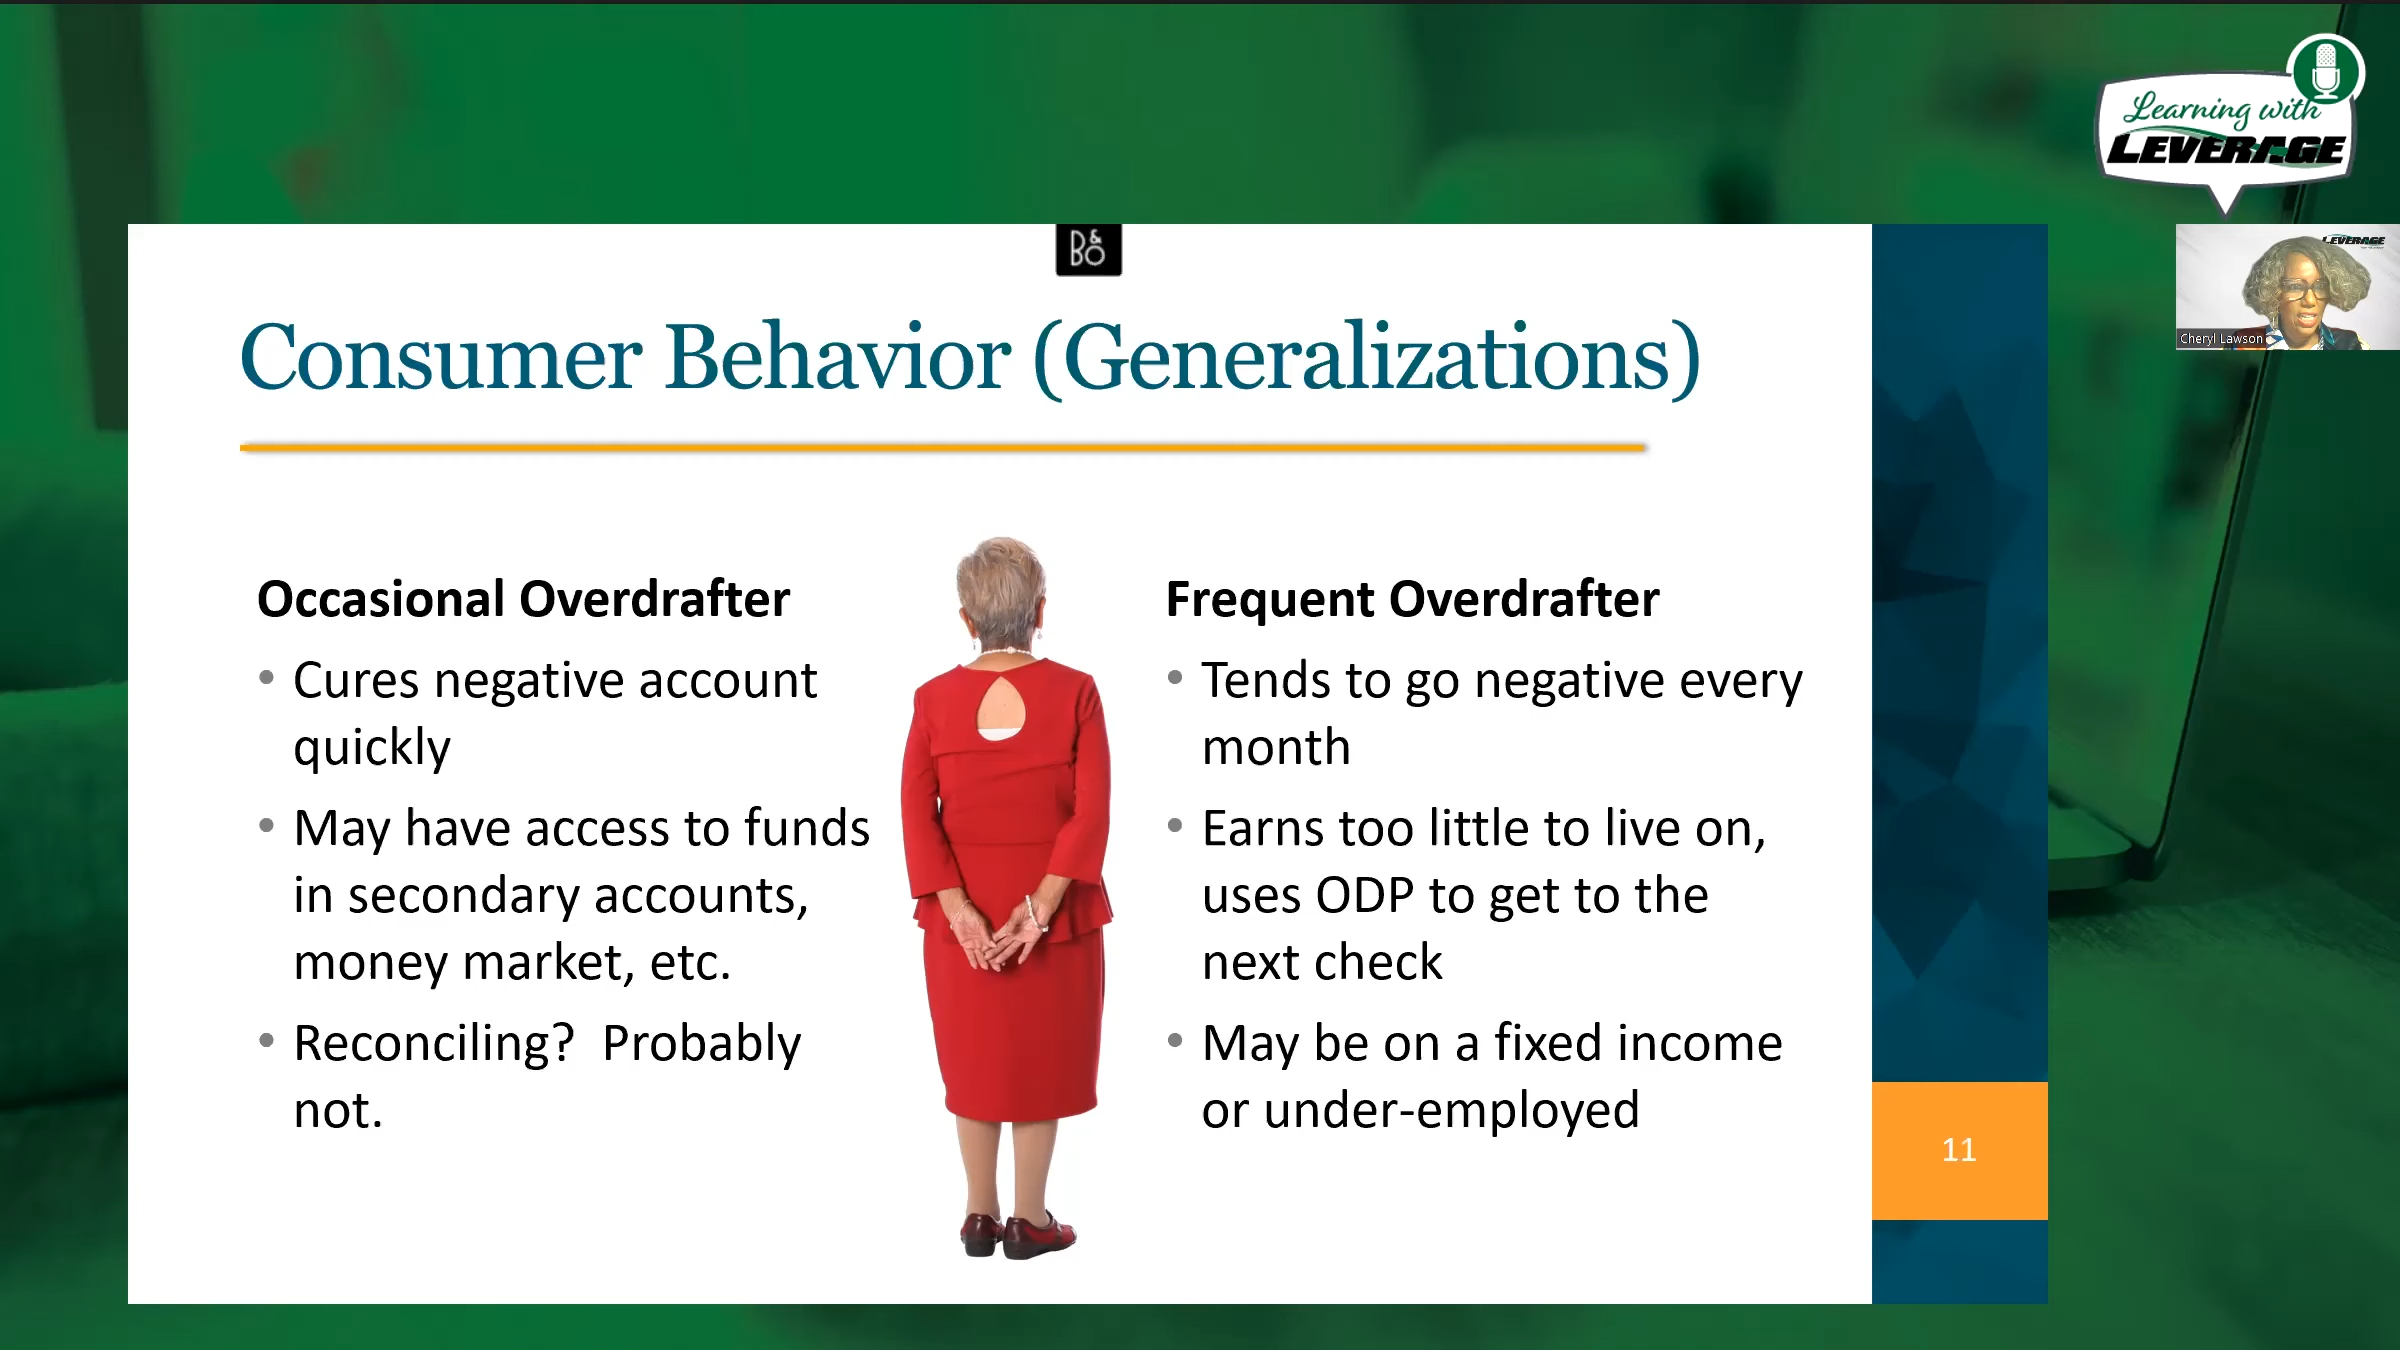 Learning with
LEVERAGE
B&O
LEVERAGE
Cheryl Lawson
Consumer Behavior (Generalizations)
Occasional Overdrafter
• Cures negative account
quickly
• May have access to funds
in secondary accounts,
money market, etc.
• Reconciling?  Probably
not.
Frequent Overdrafter
• Tends to go negative every
month
• Earns too little to live on,
uses ODP to get to the
next check
• May be on a fixed income
or under-employed
11